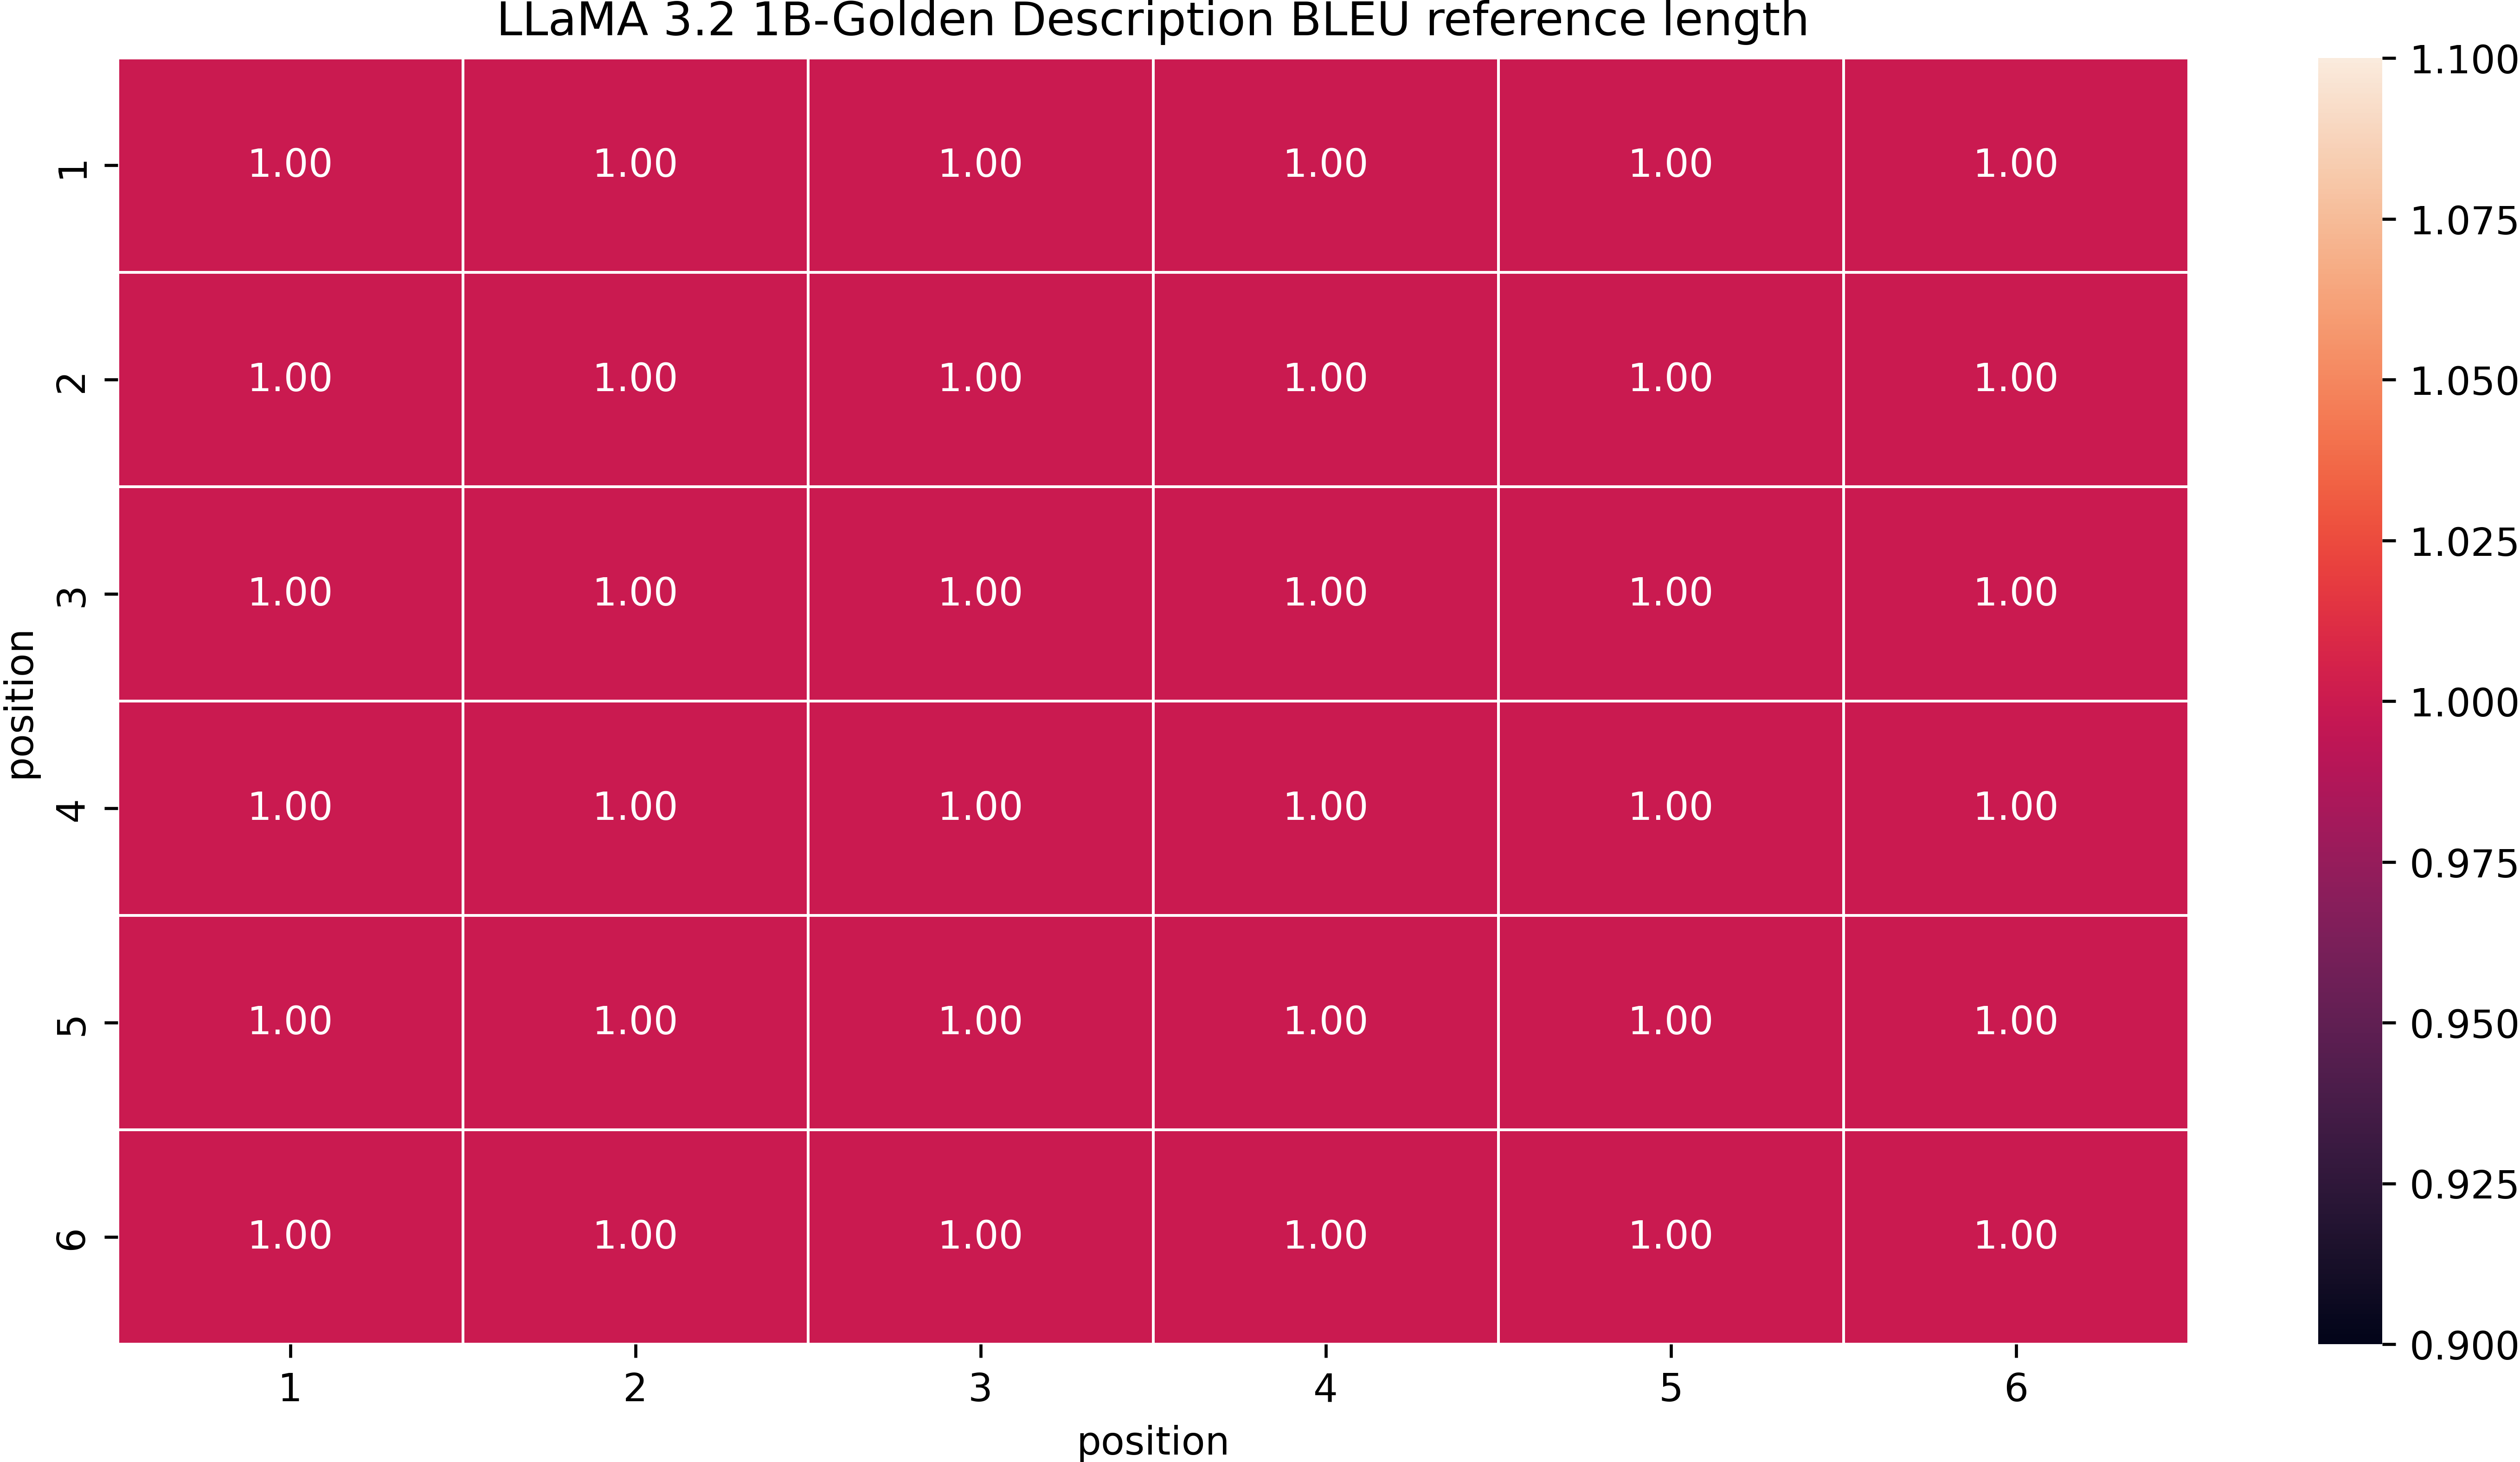 LLaMA 3.2 1B-Golden Description BLEU reference length
1.100
1 1.00 1.00 1.00 1.00 1.00 1.00
1.075
2 1.00 1.00 1.00 1.00 1.00 1.00
1.050
1.025
3 1.00 1.00 1.00 1.00 1.00 1.00
position
1.000
4 1.00 1.00 1.00 1.00 1.00 1.00
0.975
5 1.00 1.00 1.00 1.00 1.00 1.00
0.950
0.925
6 1.00 1.00 1.00 1.00 1.00 1.00
0.900
1 2 3 4 5 6
position